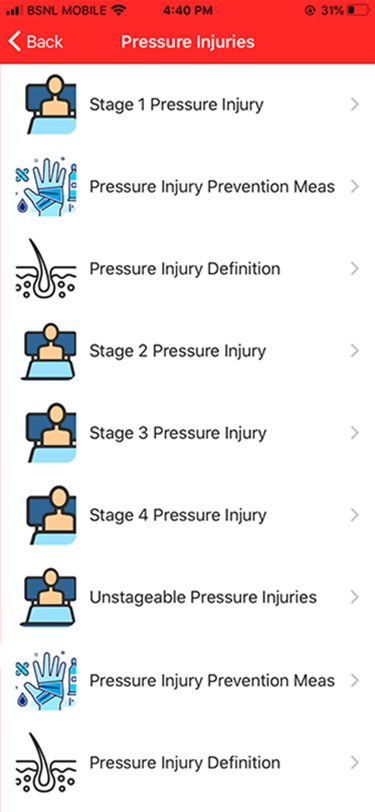 BSNL MOBILE 4:40 PM 31%
Back Pressure Injuries
Stage 1 Pressure Injury
Pressure Injury Prevention Meas
Pressure Injury Definition
Stage 2 Pressure Injury
Stage 3 Pressure Injury
Stage 4 Pressure Injury
Unstageable Pressure Injuries
Pressure Injury Prevention Meas
Pressure Injury Definition